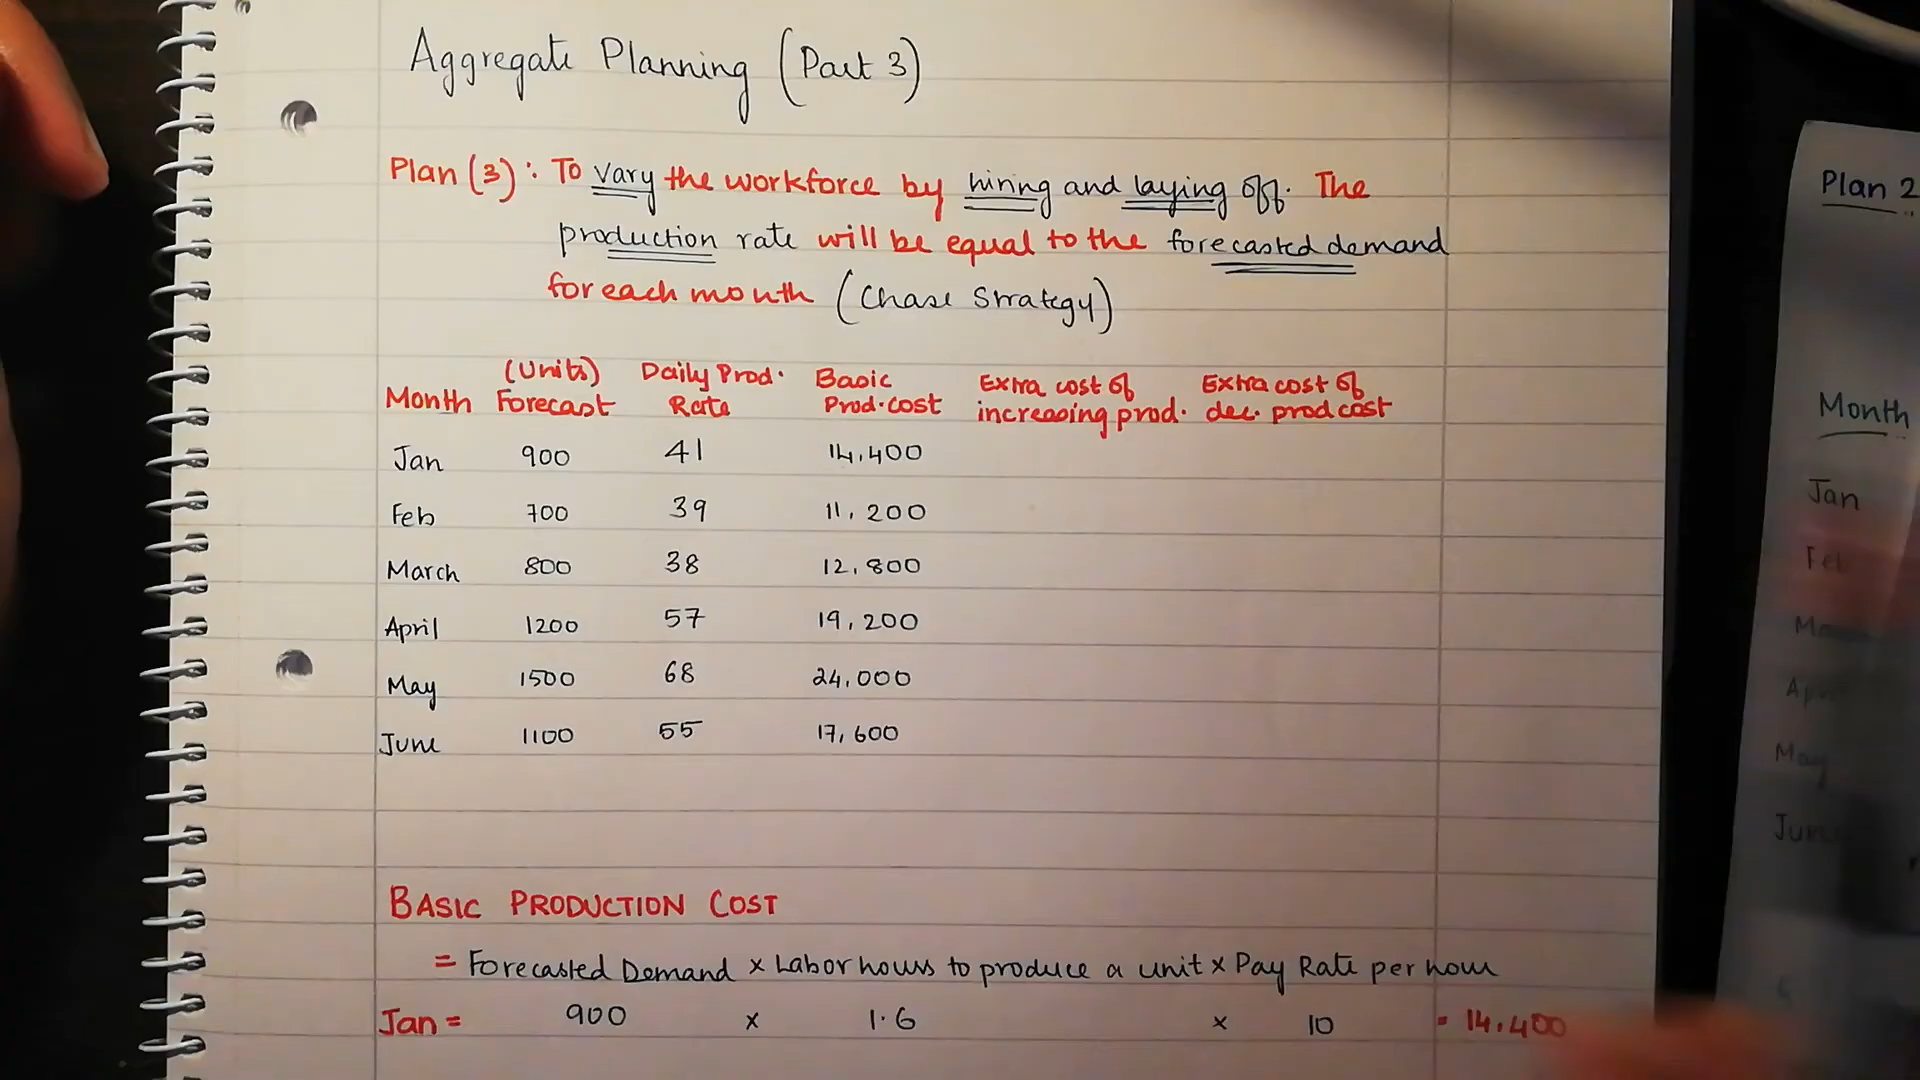 Aggregate Planning (Part 3)
Plan (3): To vary the workforce by hiring and laying off. The
production rate will be equal to the forecasted demand
for each month (Chase Strategy)
Month (Units) Forecast Daily Prod. Rate Basic Prod. cost Extra cost of increasing prod. Extra cost of dec. prod cost
Jan 900 41 14,400
Feb 700 39 11,200
March 800 38 12,800
April 1200 57 19,200
May 1500 68 24,000
June 1100 55 17,600
BASIC PRODUCTION COST
= Forecasted Demand x Labor hours to produce a unit x Pay Rate per hour
Jan = 900 x 1.6 x 10 = 14,400
Plan 2
Month
Jan
Feb
May